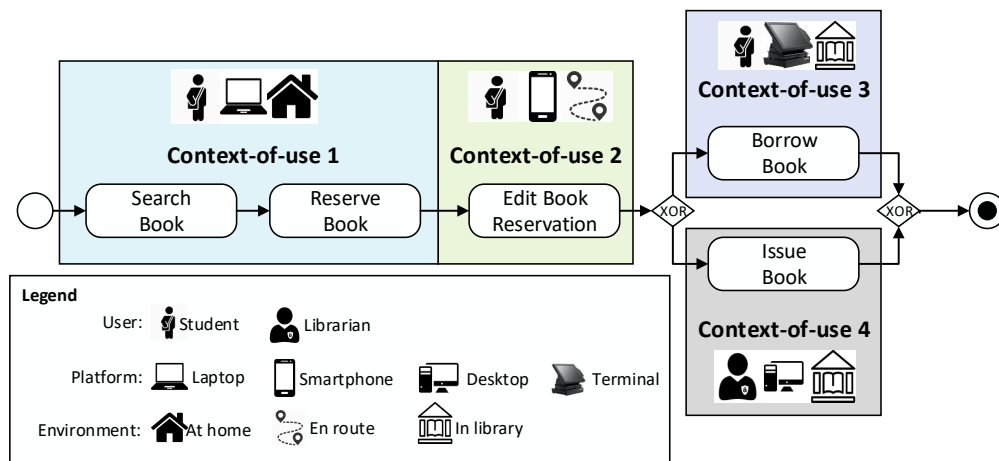 Context-of-use 3
Borrow
Book
Context-of-use 1
Search
Book
Reserve
Book
Context-of-use 2
Edit Book
Reservation
XOR
XOR
Issue
Book
Context-of-use 4
Legend
User: Student Librarian
Platform: Laptop Smartphone Desktop Terminal
Environment: At home En route In library